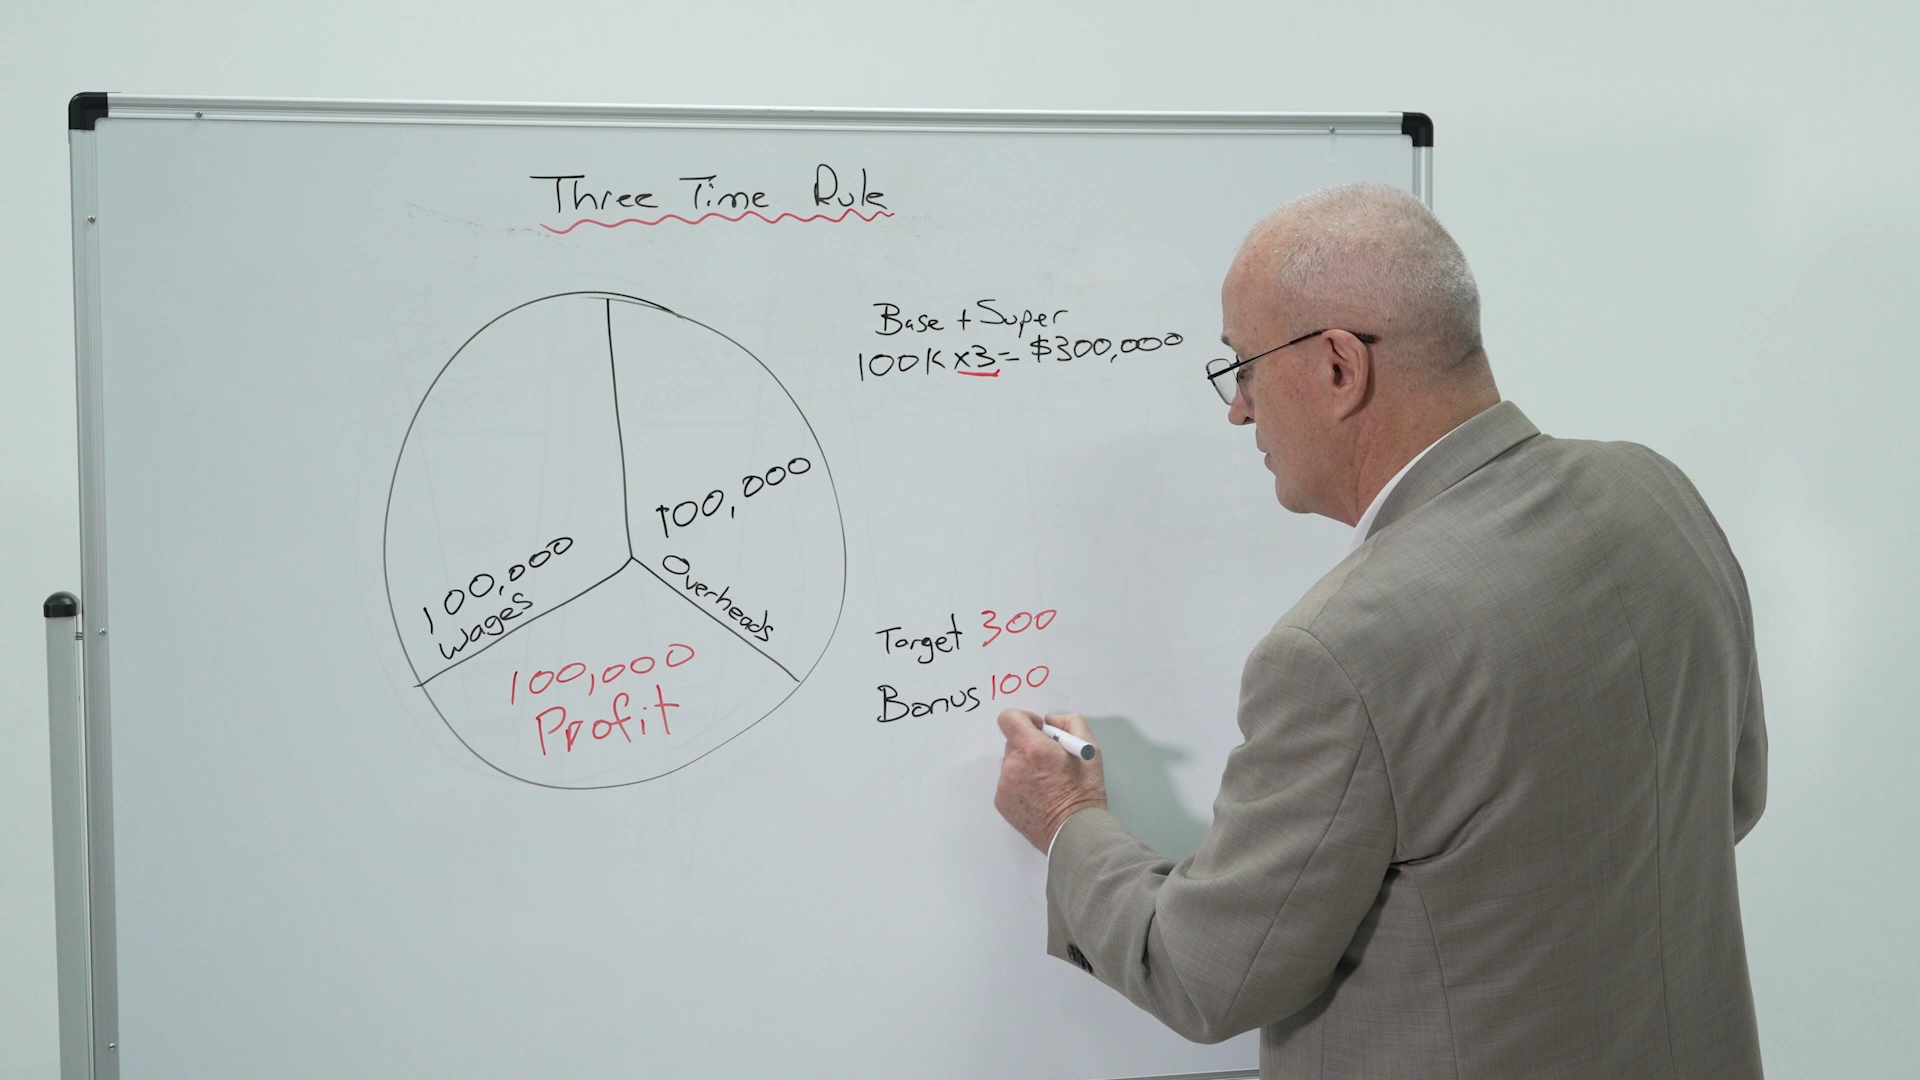 Three Time Rule
Base + Super
100K x3 = $300,000
100,000
Overheads
100,000
Wages
100,000
Profit
Target 300
Bonus 100